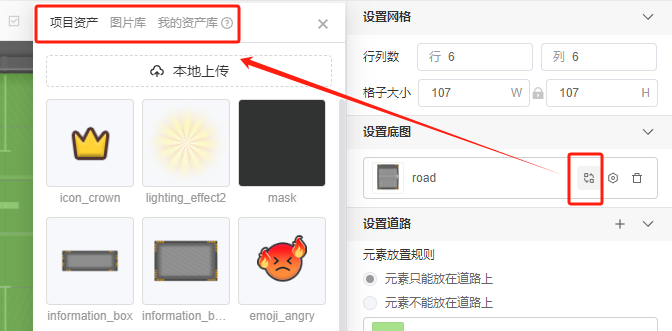 项目资产 图片库 我的资产库
本地上传
icon_crown lighting_effect2 mask
information_box information_b... emoji_angry
设置网格
行列数 行 6 列 6
格子大小 107 W 107 H
设置底图
road
设置道路
元素放置规则
元素只能放在道路上
元素不能放在道路上